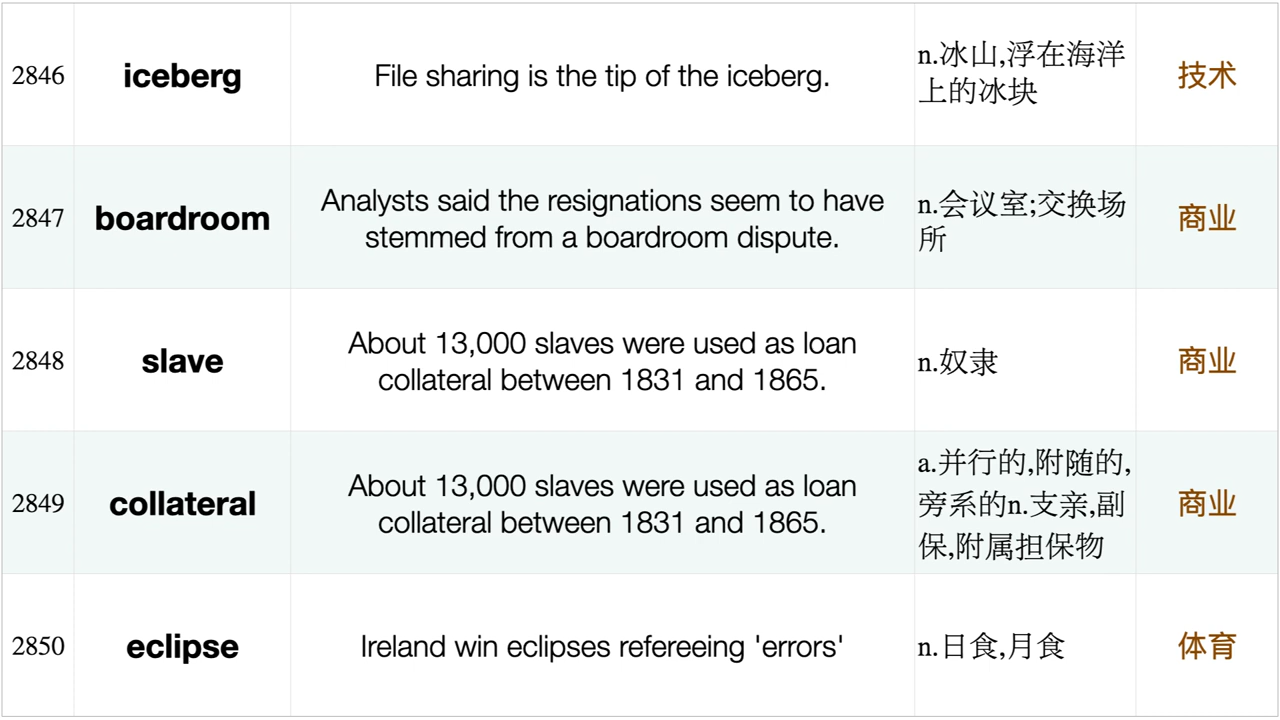 2846
iceberg
File sharing is the tip of the iceberg.
n.冰山,浮在海洋
上的冰块
技术
2847
boardroom
Analysts said the resignations seem to have
stemmed from a boardroom dispute.
n.会议室;交换场
所
商业
2848
slave
About 13,000 slaves were used as loan
collateral between 1831 and 1865.
n.奴隶
商业
2849
collateral
About 13,000 slaves were used as loan
collateral between 1831 and 1865.
a.并行的,附随的,
旁系的n.支亲,副
保,附属担保物
商业
2850
eclipse
Ireland win eclipses refereeing 'errors'
n.日食,月食
体育